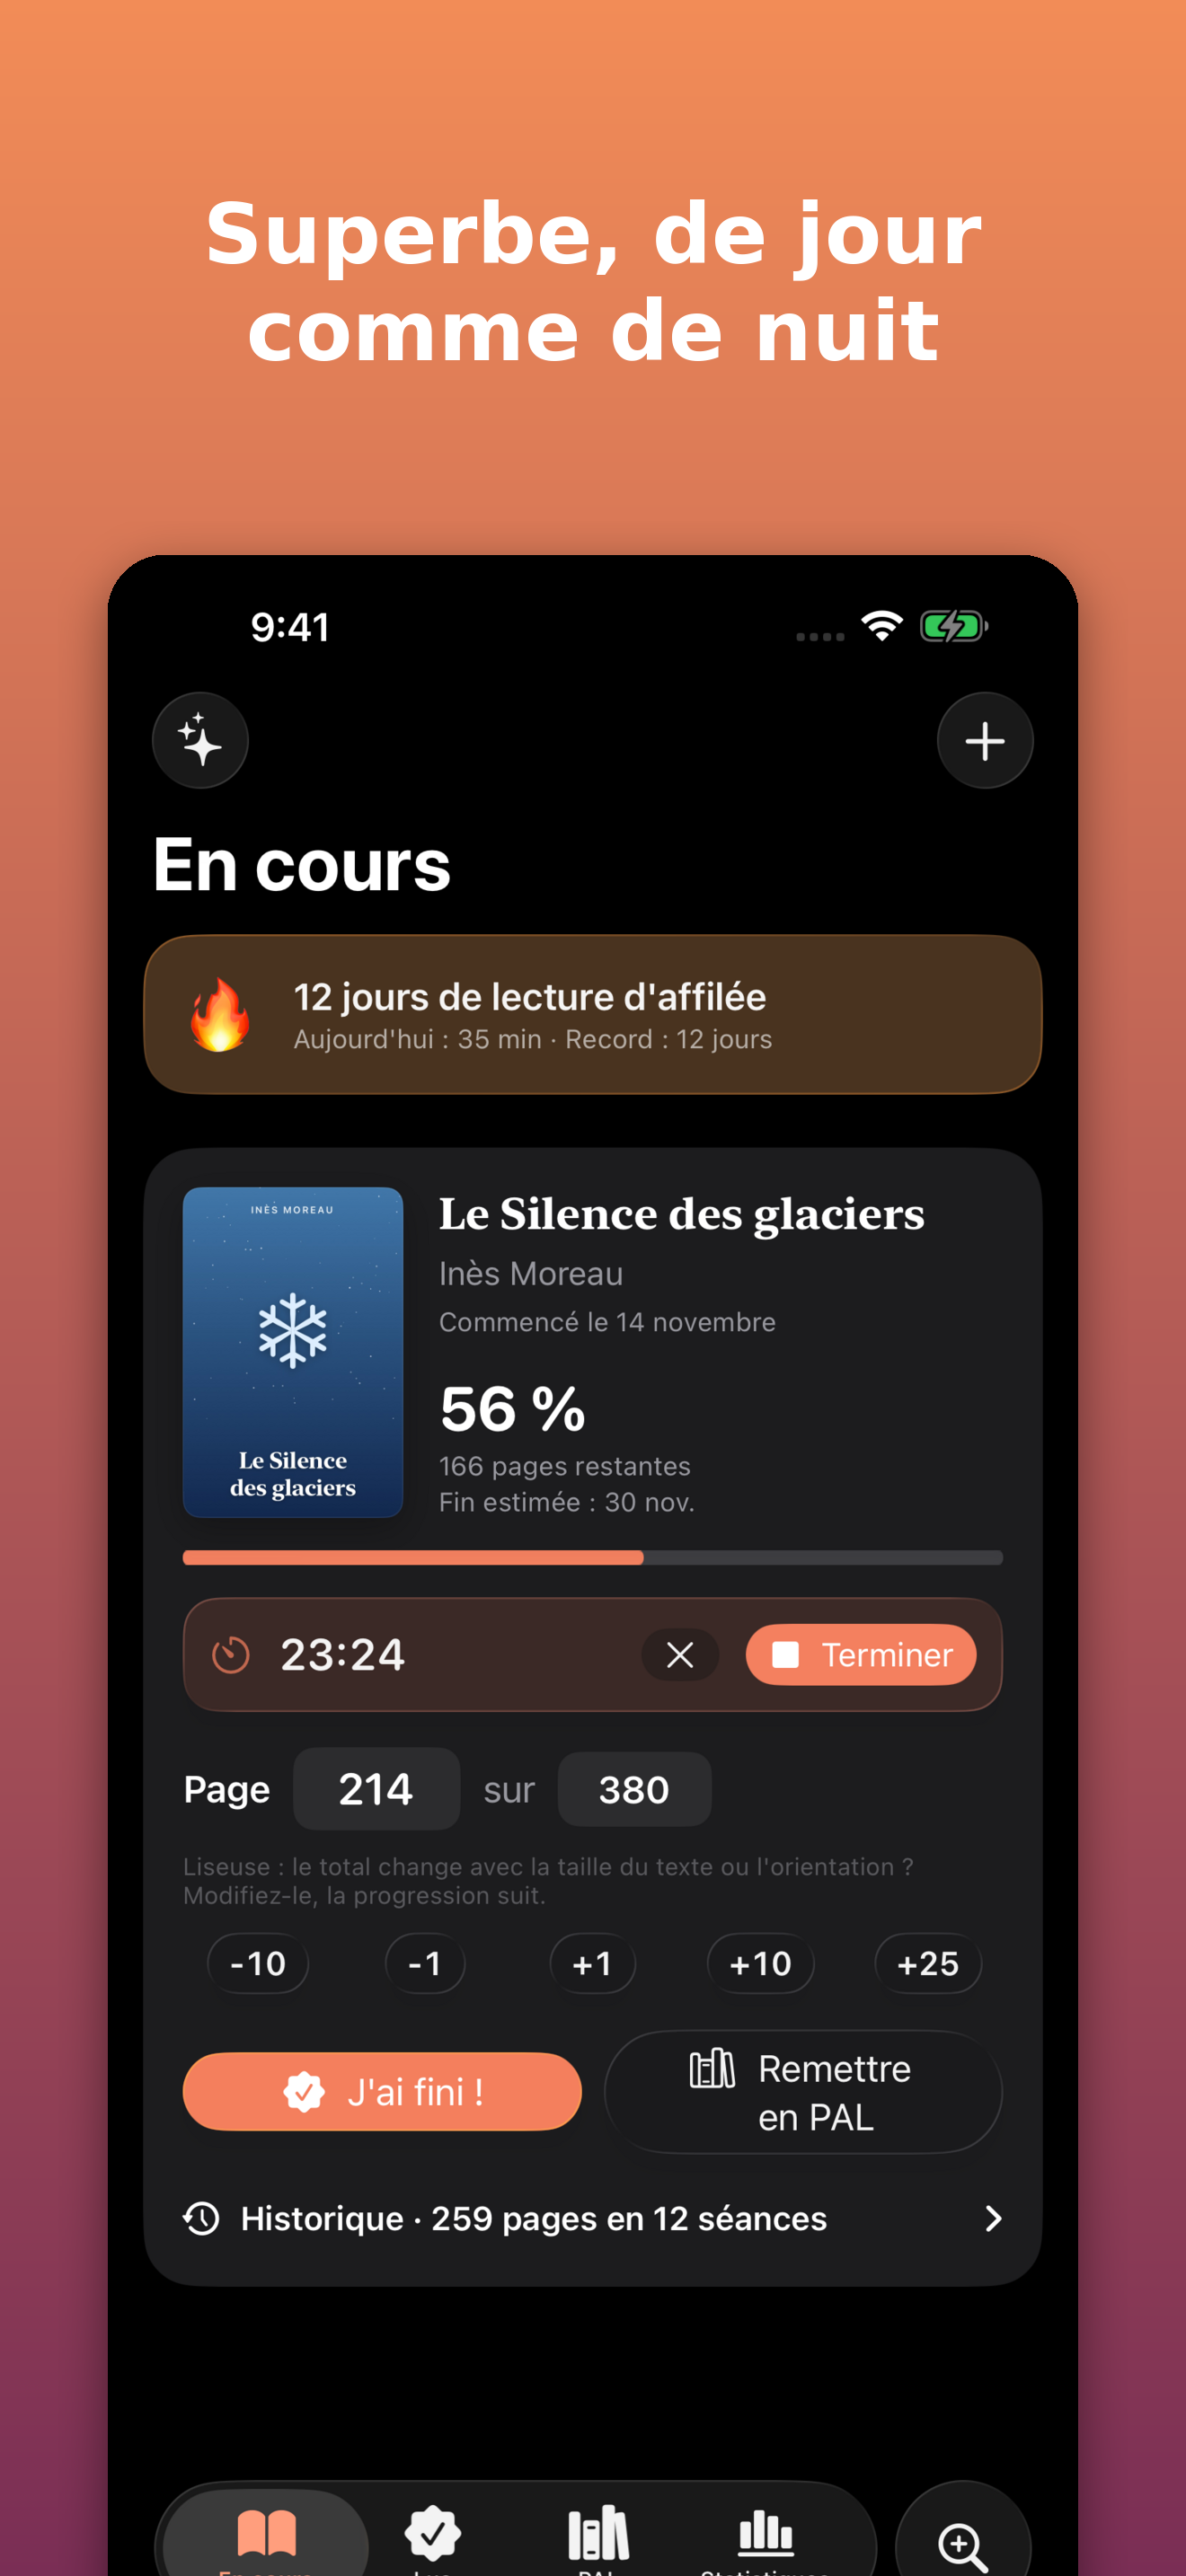 Superbe, de jour
comme de nuit
9:41
En cours
12 jours de lecture d'affilée
Aujourd'hui : 35 min · Record : 12 jours
INÈS MOREAU
Le Silence
des glaciers
Le Silence des glaciers
Inès Moreau
Commencé le 14 novembre
56 %
166 pages restantes
Fin estimée : 30 nov.
23:24
Terminer
Page 214 sur 380
Liseuse : le total change avec la taille du texte ou l'orientation ?
Modifiez-le, la progression suit.
-10 -1 +1 +10 +25
J'ai fini !
Remettre
en PAL
Historique · 259 pages en 12 séances